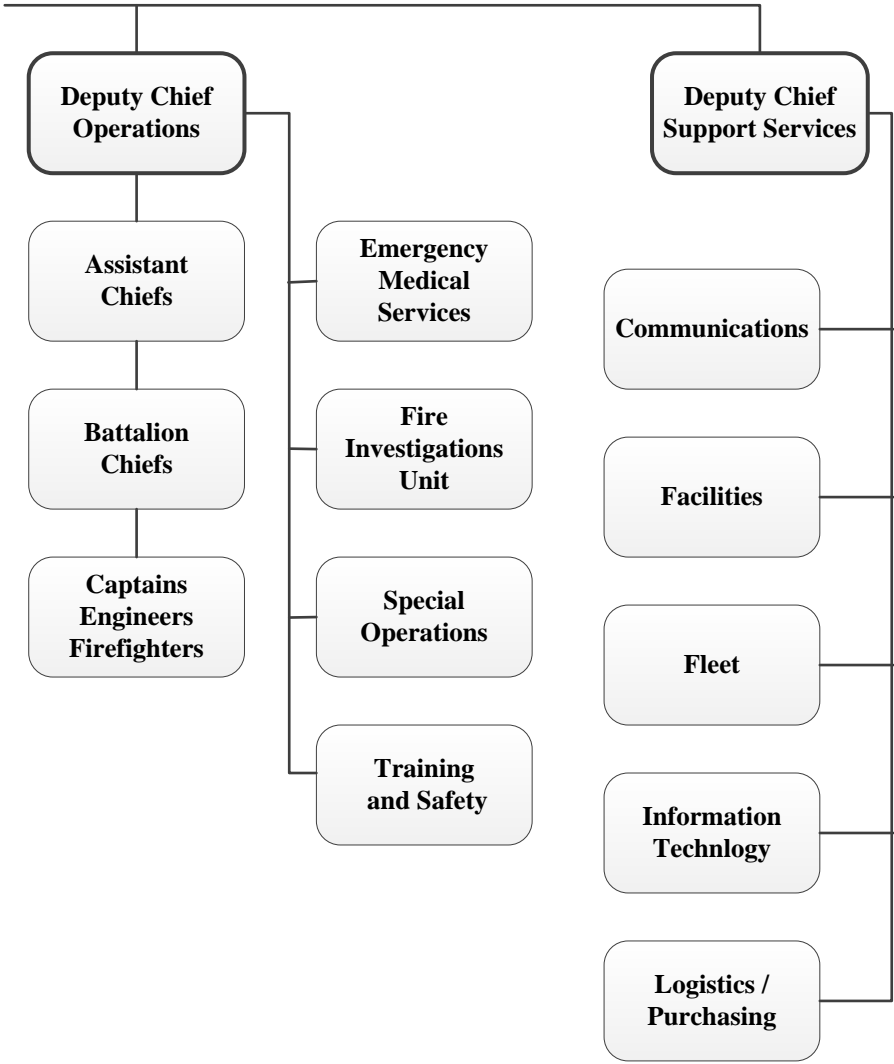 Deputy Chief
Operations
Deputy Chief
Support Services
Assistant
Chiefs
Emergency
Medical
Services
Communications
Battalion
Chiefs
Fire
Investigations
Unit
Facilities
Captains
Engineers
Firefighters
Special
Operations
Fleet
Training
and Safety
Information
Technlogy
Logistics /
Purchasing